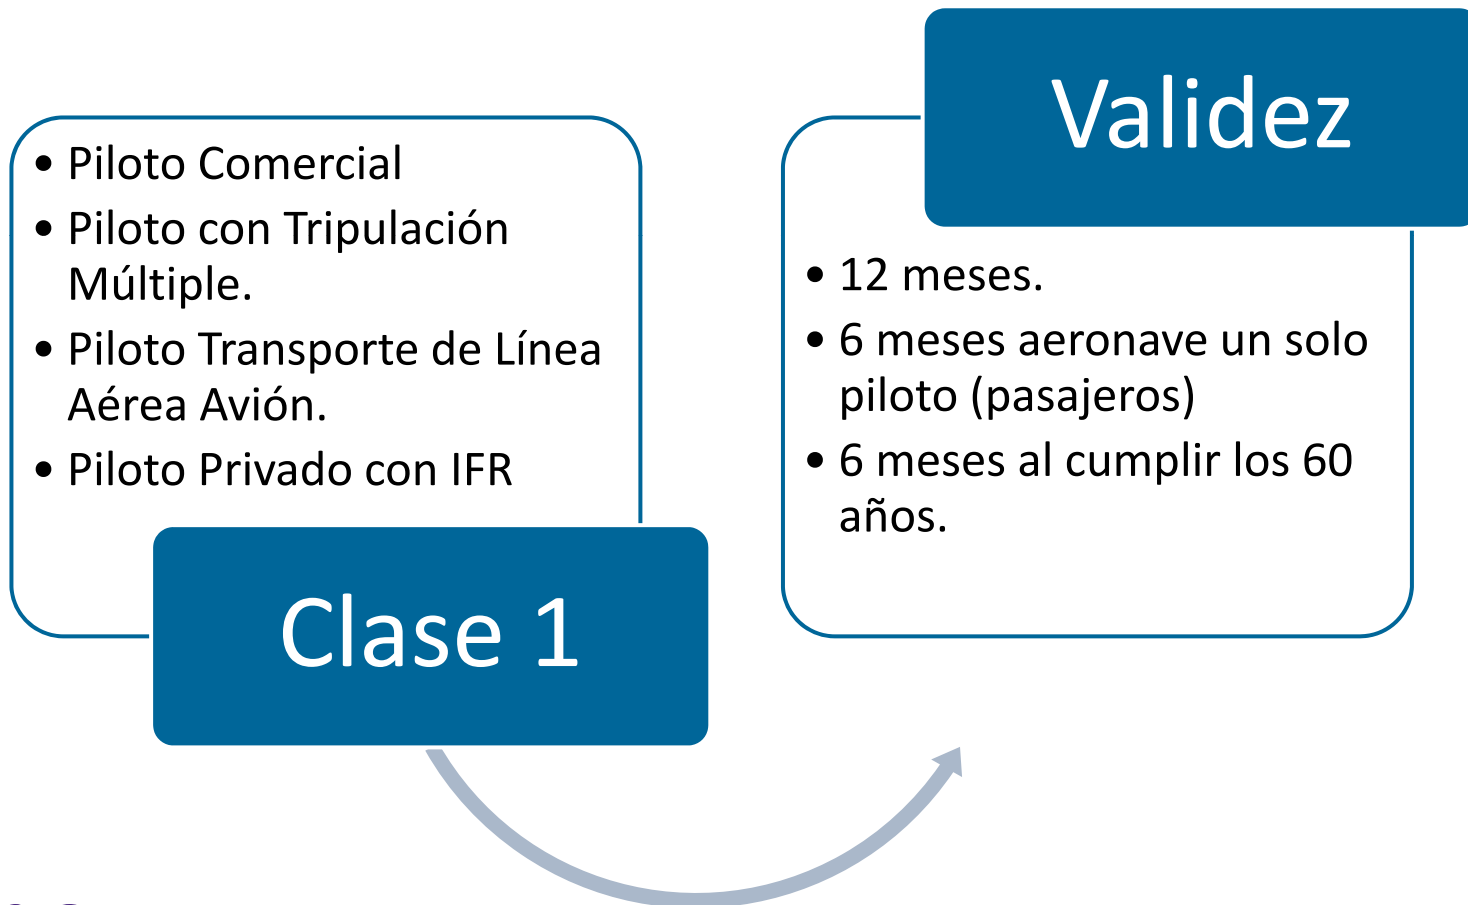 • Piloto Comercial
• Piloto con Tripulación
Múltiple.
• Piloto Transporte de Línea
Aérea Avión.
• Piloto Privado con IFR
Clase 1
Validez
• 12 meses.
• 6 meses aeronave un solo
piloto (pasajeros)
• 6 meses al cumplir los 60
años.